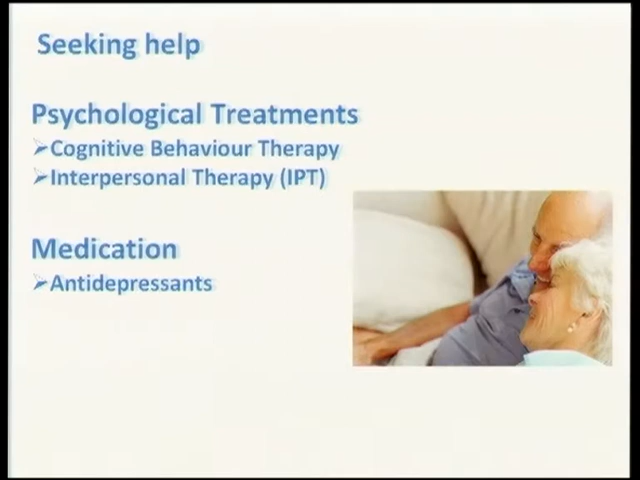 Seeking help
Psychological Treatments
➢Cognitive Behaviour Therapy
➢Interpersonal Therapy (IPT)
Medication
➢Antidepressants